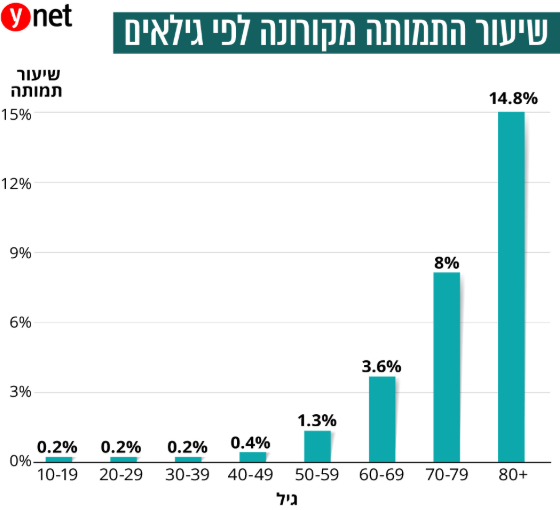 ynet
שיעור התמותה מקורונה לפי גילאים
שיעור
תמותה
15%
12%
9%
6%
3%
0%
0.2% 0.2% 0.2% 0.4% 1.3% 3.6% 8% 14.8%
10-19 20-29 30-39 40-49 50-59 60-69 70-79 80+
גיל